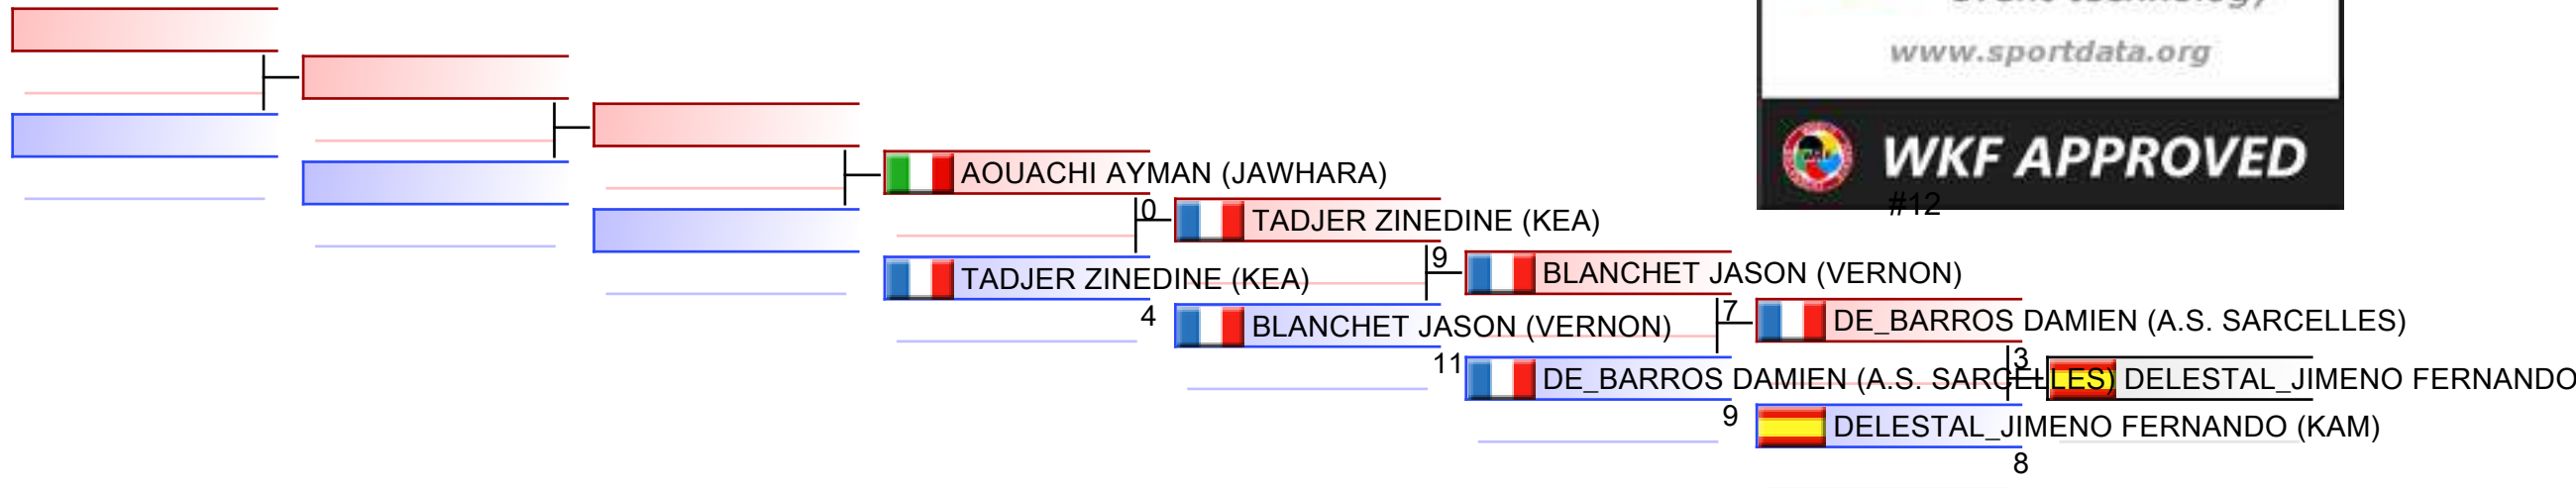 www.sportdata.org
WKF APPROVED
#12
AOUACHI AYMAN (JAWHARA)
0
TADJER ZINEDINE (KEA)
9
TADJER ZINEDINE (KEA)
BLANCHET JASON (VERNON)
7
4
BLANCHET JASON (VERNON)
DE_BARROS DAMIEN (A.S. SARCELLES)
3
11
DE_BARROS DAMIEN (A.S. SARCELLES)
DELESTAL_JIMENO FERNANDO
9
DELESTAL_JIMENO FERNANDO (KAM)
8